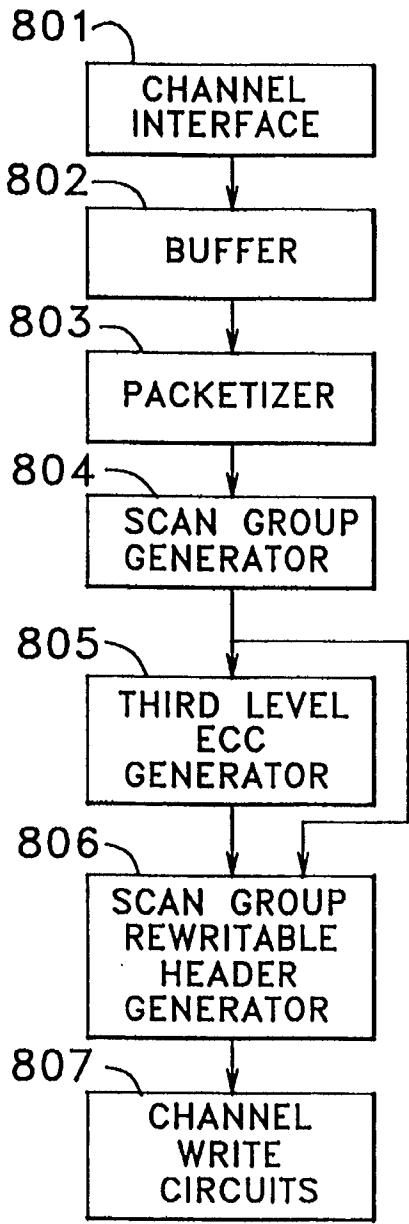 801
CHANNEL
INTERFACE
802
BUFFER
803
PACKETIZER
804
SCAN GROUP
GENERATOR
805
THIRD LEVEL
ECC
GENERATOR
806
SCAN GROUP
REWRITABLE
HEADER
GENERATOR
807
CHANNEL
WRITE
CIRCUITS